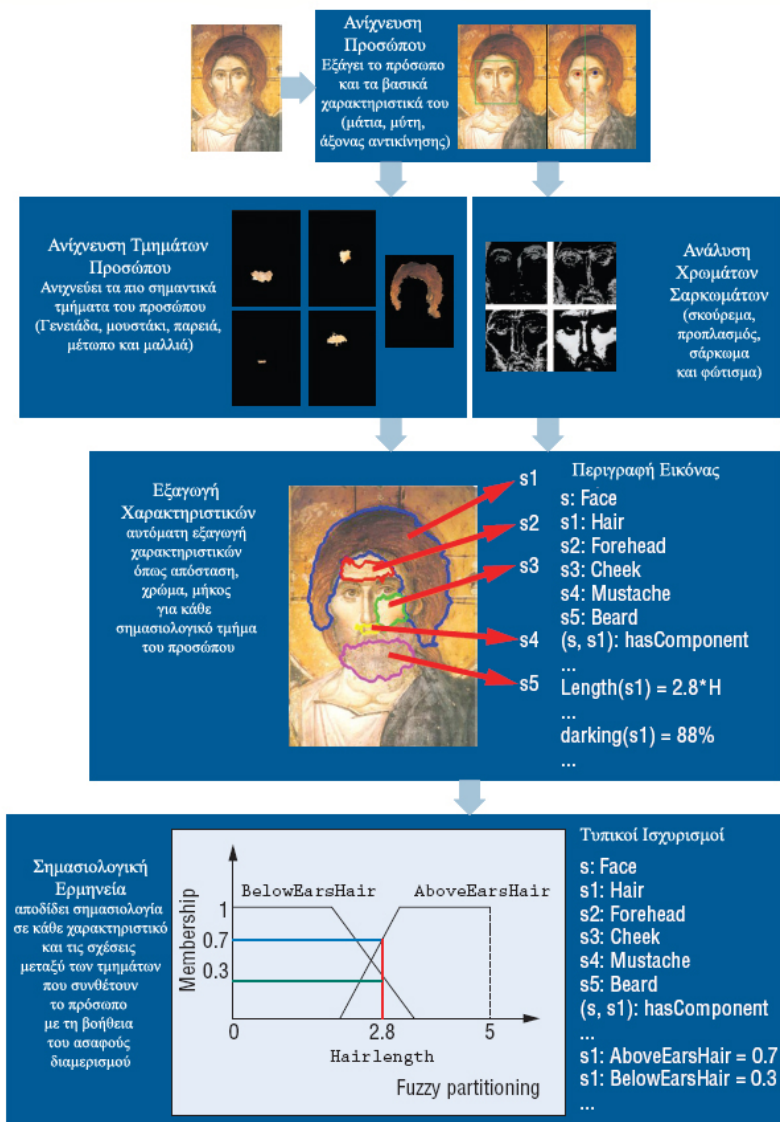 Ανίχνευση
Προσώπου
Εξάγει το πρόσωπο
και τα βασικά
χαρακτηριστικά του
(μάτια, μύτη,
άξονας αντικίνησης)
Ανίχνευση Τμημάτων
Προσώπου
Ανιχνεύει τα πιο σημαντικά
τμήματα του προσώπου
(Γενειάδα, μουστάκι, παρειά,
μέτωπο και μαλλιά)
Ανάλυση
Χρωμάτων
Σαρκωμάτων
(σκούρεμα,
προπλασμός,
σάρκωμα
και φώτισμα)
Εξαγωγή
Χαρακτηριστικών
αυτόματη εξαγωγή
χαρακτηριστικών
όπως απόσταση,
χρώμα, μήκος
για κάθε
σημασιολογικό τμήμα
του προσώπου
s1
s2
s3
s4
s5
Περιγραφή Εικόνας
s: Face
s1: Hair
s2: Forehead
s3: Cheek
s4: Mustache
s5: Beard
(s, s1): hasComponent
...
Length(s1) = 2.8*H
...
darking(s1) = 88%
...
Σημασιολογική
Ερμηνεία
αποδίδει σημασιολογία
σε κάθε χαρακτηριστικό
και τις σχέσεις
μεταξύ των τμημάτων
που συνθέτουν
το πρόσωπο
με τη βοήθεια
του ασαφούς
διαμερισμού
Membership
BelowEarsHair
AboveEarsHair
1
0.7
0.3
0
2.8
5
Hairlength
Fuzzy partitioning
Τυπικοί Ισχυρισμοί
s: Face
s1: Hair
s2: Forehead
s3: Cheek
s4: Mustache
s5: Beard
(s, s1): hasComponent
...
s1: AboveEarsHair = 0.7
s1: BelowEarsHair = 0.3
...